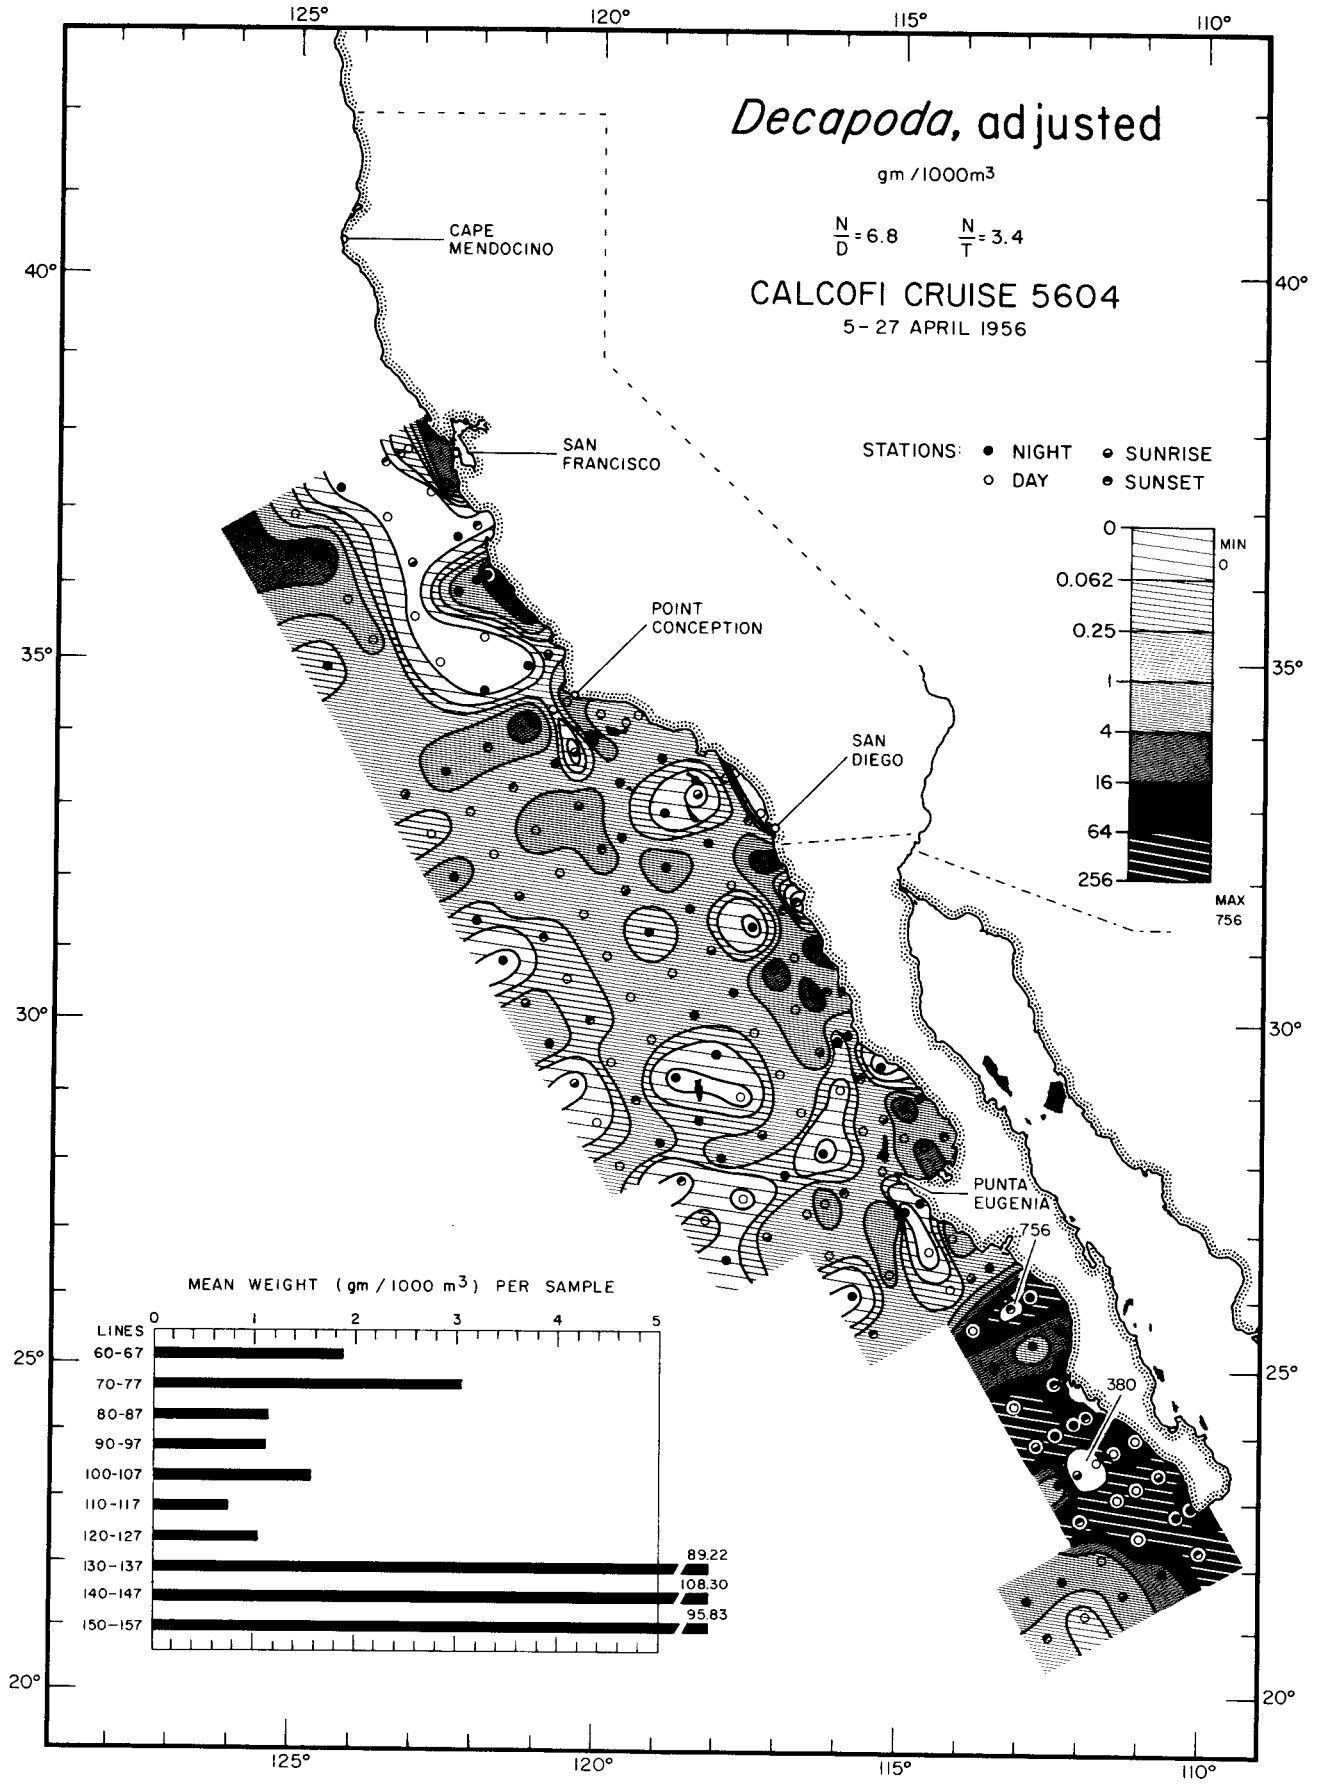 125° 120° 115° 110°
Decapoda, adjusted
gm/1000m³
N/D = 6.8 N/T = 3.4
CALCOFI CRUISE 5604
5-27 APRIL 1956
CAPE
MENDOCINO
40° 40°
SAN
FRANCISCO
STATIONS: ● NIGHT SUNRISE
○ DAY SUNSET
0
MIN
0
0.062
0.25
1
4
16
64
256
MAX
756
POINT
CONCEPTION
35° 35°
SAN
DIEGO
30° 30°
PUNTA
EUGENIA
756
380
MEAN WEIGHT (gm/1000 m³) PER SAMPLE
0 1 2 3 4 5
LINES
60-67
25° 25°
70-77
80-87
90-97
100-107
110-117
120-127
130-137 89.22
140-147 108.30
150-157 95.83
20° 20°
125° 120° 115° 110°